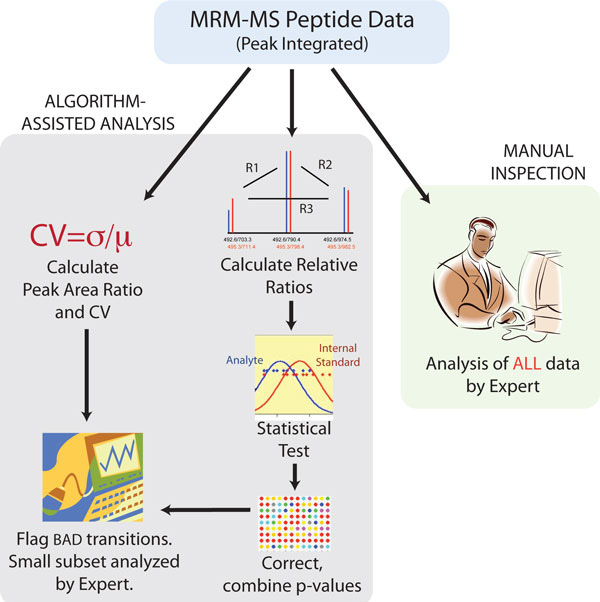 MRM-MS Peptide Data
(Peak Integrated)
ALGORITHM-
ASSISTED ANALYSIS
MANUAL
INSPECTION
R1
R2
R3
492.6/703.3 492.6/790.4 492.6/974.5
495.3/711.4 495.3/798.4 495.3/982.5
CV=σ/μ
Calculate
Peak Area Ratio
and CV
Calculate Relative
Ratios
Analysis of ALL data
by Expert
Analyte
Internal
Standard
Statistical
Test
Flag BAD transitions.
Small subset analyzed
by Expert.
Correct,
combine p-values